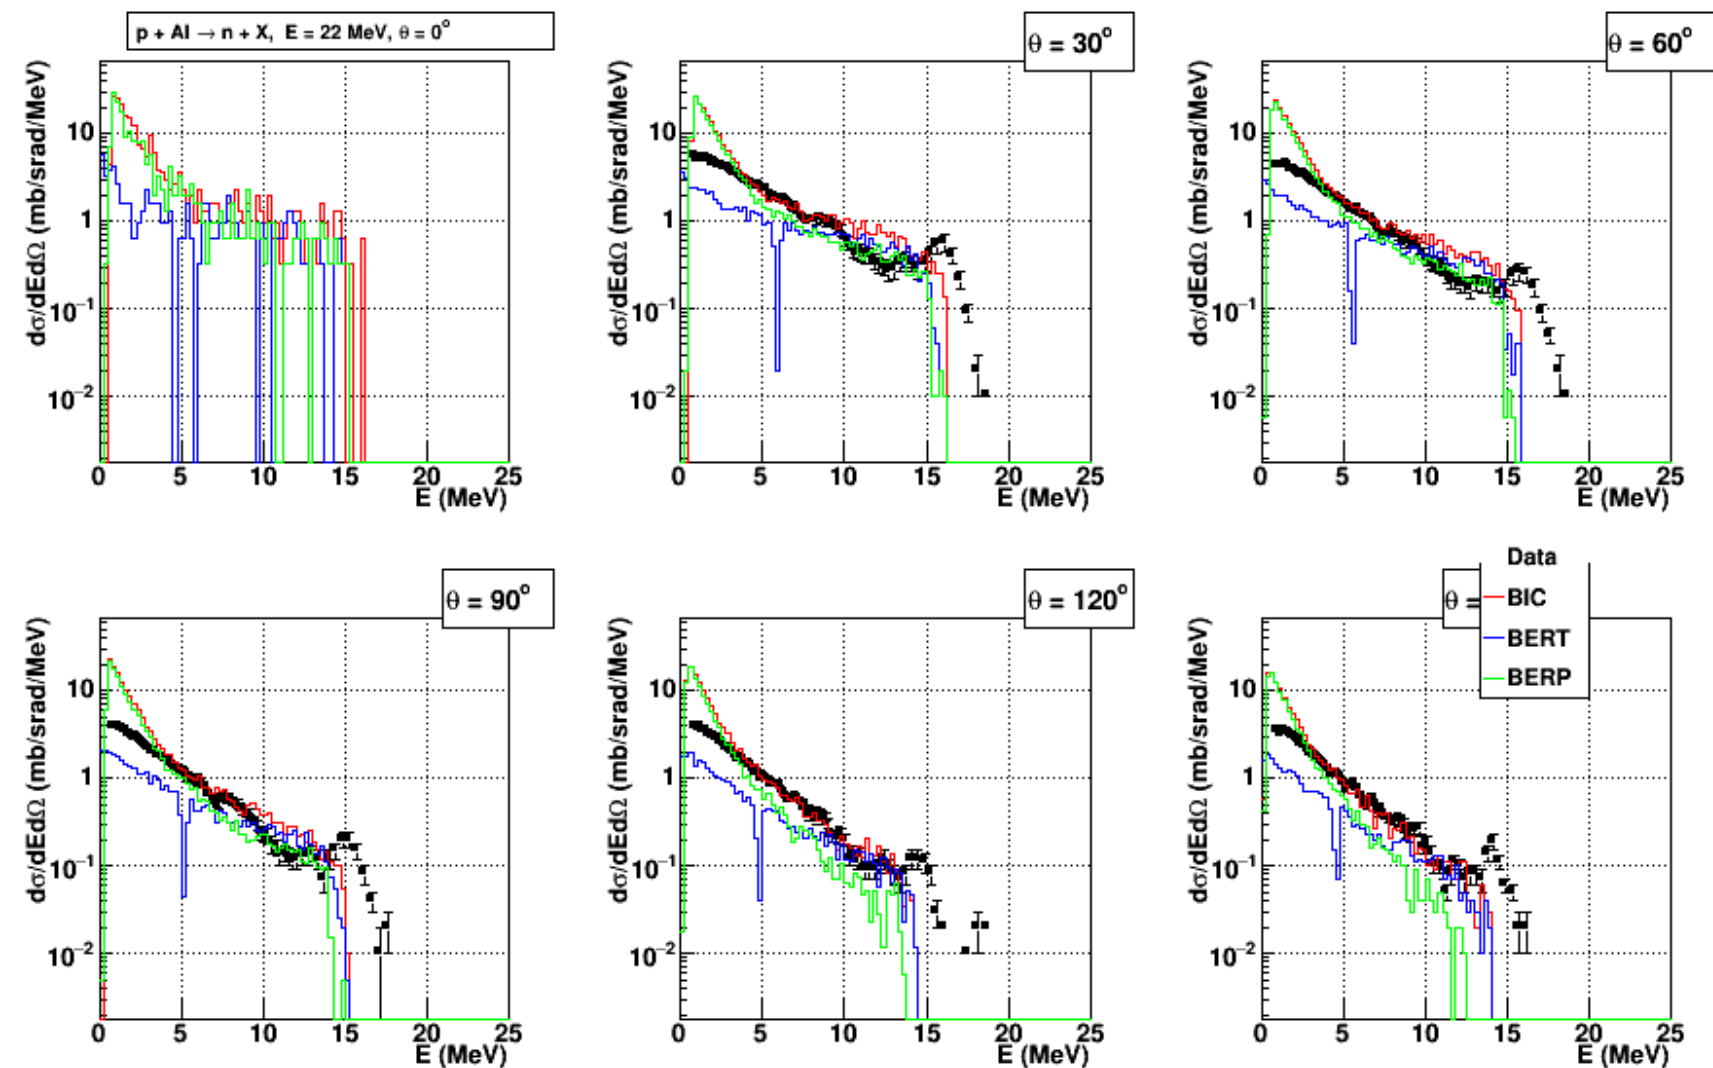 p + Al → n + X, E = 22 MeV, θ = 0°
dσ/dEdΩ (mb/srad/MeV)
10
1
10⁻¹
10⁻²
0 5 10 15 20 25
E (MeV)
θ = 30°
dσ/dEdΩ (mb/srad/MeV)
10
1
10⁻¹
10⁻²
0 5 10 15 20 25
E (MeV)
θ = 60°
dσ/dEdΩ (mb/srad/MeV)
10
1
10⁻¹
10⁻²
0 5 10 15 20 25
E (MeV)
θ = 90°
dσ/dEdΩ (mb/srad/MeV)
10
1
10⁻¹
10⁻²
0 5 10 15 20 25
E (MeV)
θ = 120°
dσ/dEdΩ (mb/srad/MeV)
10
1
10⁻¹
10⁻²
0 5 10 15 20 25
E (MeV)
θ =
Data
BIC
BERT
BERP
dσ/dEdΩ (mb/srad/MeV)
10
1
10⁻¹
10⁻²
0 5 10 15 20 25
E (MeV)